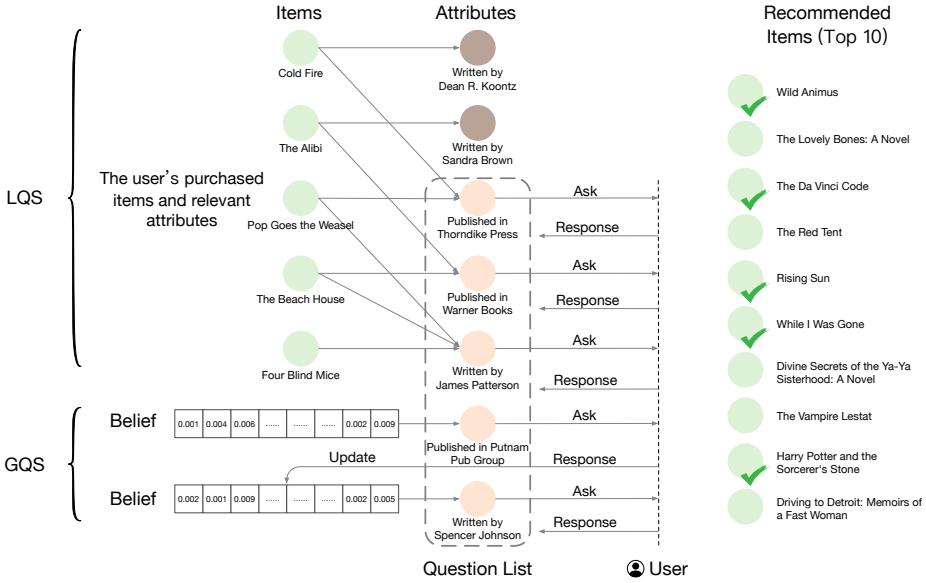 Items
Attributes
Recommended
Items (Top 10)
Cold Fire
Written by
Dean R. Koontz
The Alibi
Written by
Sandra Brown
LQS
The user's purchased
items and relevant
attributes
Pop Goes the Weasel
Published in
Thorndike Press
Ask
Response
The Beach House
Published in
Warner Books
Ask
Response
Four Blind Mice
Written by
James Patterson
Ask
Response
GQS
Belief
0.001 0.004 0.006 ...... ...... ...... 0.002 0.009
Published in Putnam
Pub Group
Ask
Response
Update
Belief
0.002 0.001 0.009 ...... ...... ...... 0.002 0.005
Written by
Spencer Johnson
Ask
Response
Question List
User
Wild Animus
The Lovely Bones: A Novel
The Da Vinci Code
The Red Tent
Rising Sun
While I Was Gone
Divine Secrets of the Ya-Ya
Sisterhood: A Novel
The Vampire Lestat
Harry Potter and the
Sorcerer's Stone
Driving to Detroit: Memoirs of
a Fast Woman